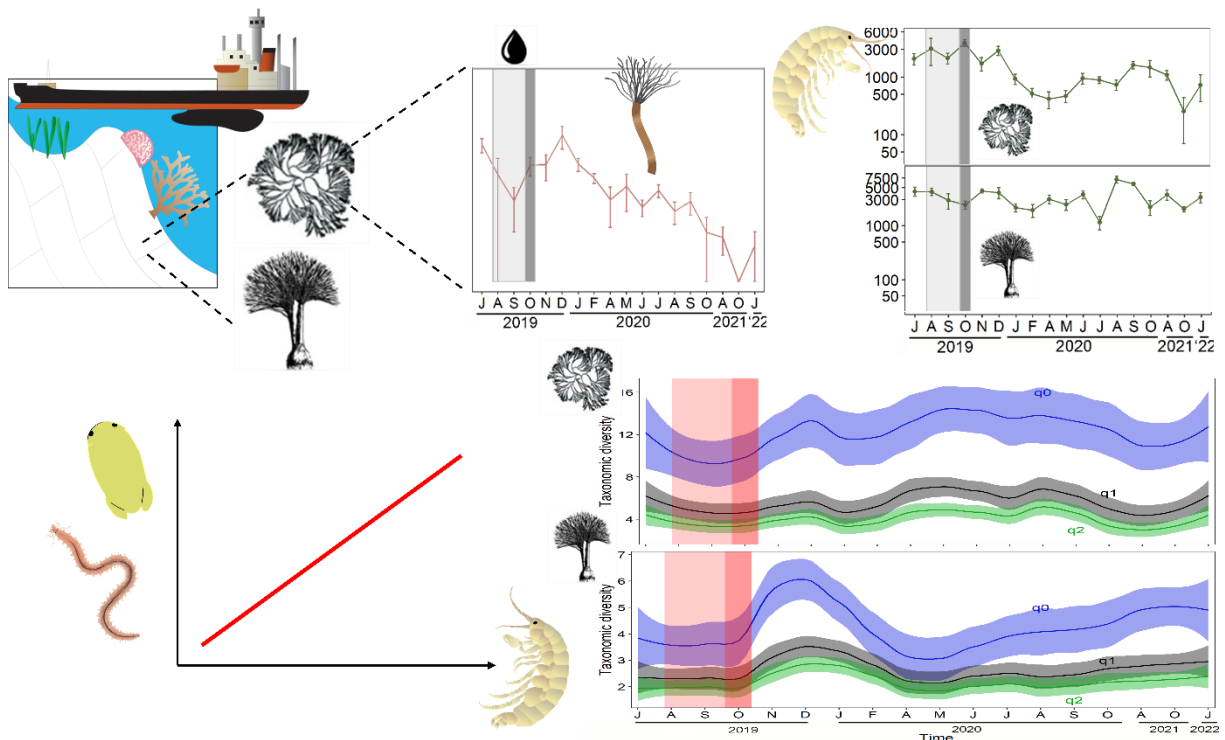 J A S O N D J F M A M J J A S O A O J
2019 2020 2021 '22
6000
3000
1000
500
100
50
7500
5000
3000
1000
500
100
50
J A S O N D J F M A M J J A S O A O J
2019 2020 2021 '22
Taxonomic diversity
16
12
8
4
q0
q1
q2
Taxonomic diversity
7
6
5
4
3
2
q0
q1
q2
J A S O N D J F A M J J A S O A O J
2019 2020 2021 2022
Time